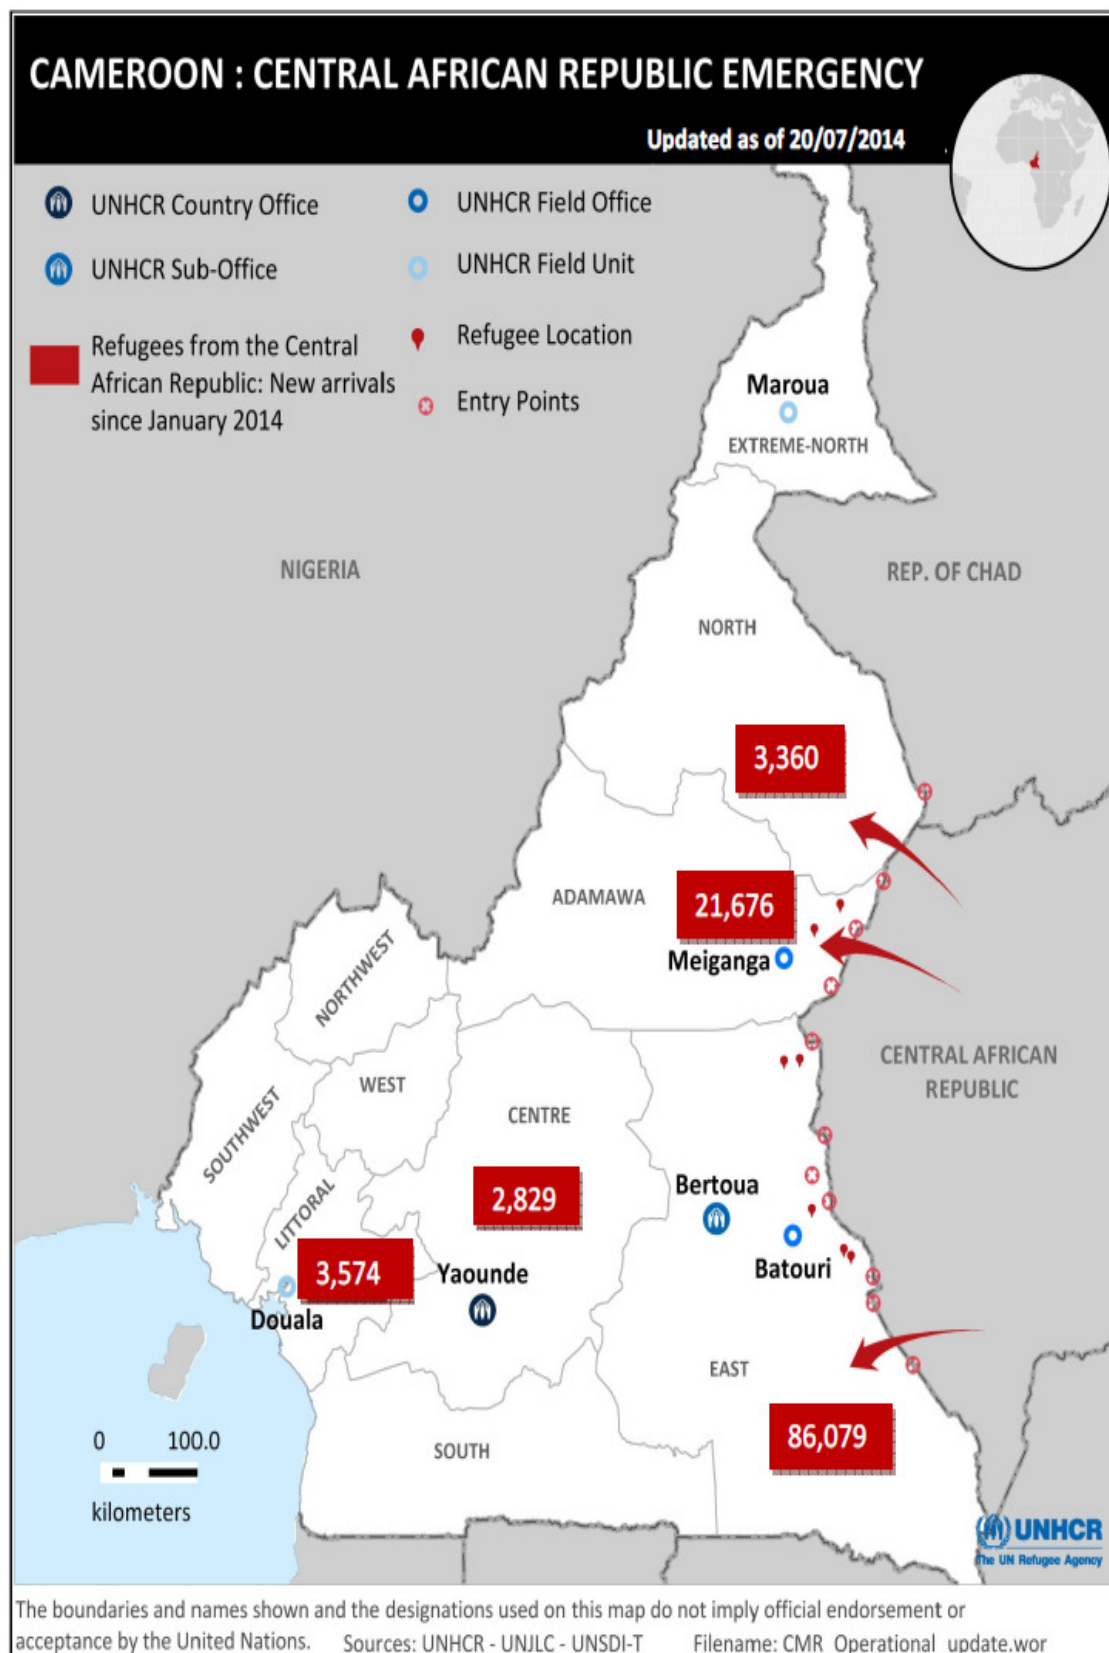 CAMEROON : CENTRAL AFRICAN REPUBLIC EMERGENCY
Updated as of 20/07/2014
UNHCR Country Office
UNHCR Field Office
UNHCR Sub-Office
UNHCR Field Unit
Refugees from the Central
African Republic: New arrivals
since January 2014
Refugee Location
Entry Points
Maroua
EXTREME-NORTH
NIGERIA
REP. OF CHAD
NORTH
3,360
ADAMAWA
21,676
Meiganga
NORTHWEST
CENTRAL AFRICAN
REPUBLIC
WEST
CENTRE
SOUTHWEST
2,829
Bertoua
LITTORAL
3,574
Yaounde
Batouri
Douala
EAST
86,079
SOUTH
0 100.0
kilometers
UNHCR
The UN Refugee Agency
The boundaries and names shown and the designations used on this map do not imply official endorsement or
acceptance by the United Nations. Sources: UNHCR - UNJLC - UNSDI-T Filename: CMR_Operational_update.wor